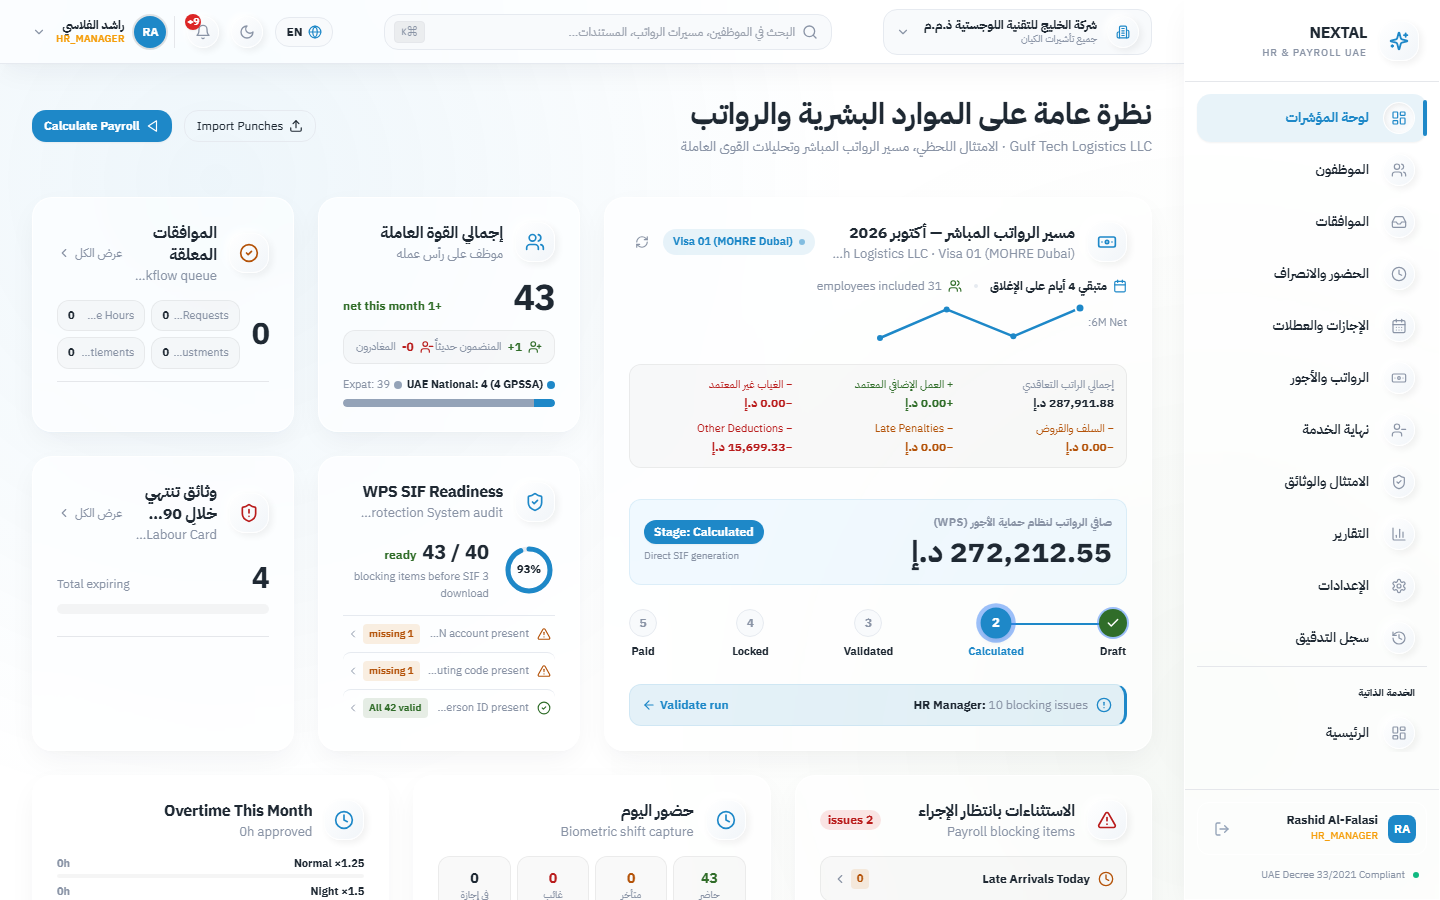 NEXTAL
HR & PAYROLL UAE
لوحة المؤشرات
الموظفون
الموافقات
الحضور والانصراف
الإجازات والعطلات
الرواتب والأجور
نهاية الخدمة
الامتثال والوثائق
التقارير
الإعدادات
سجل التدقيق
الخدمة الذاتية
الرئيسية
Rashid Al-Falasi
HR_MANAGER
RA
UAE Decree 33/2021 Compliant
شركة الخليج للتقنية اللوجستية ذ.م.م
جميع تأشيرات الكيان
البحث في الموظفين، مسيرات الرواتب، المستندات...
⌘K
EN
+9
RA
راشد الفلاسي
HR_MANAGER
نظرة عامة على الموارد البشرية والرواتب
Gulf Tech Logistics LLC · الامتثال اللحظي، مسير الرواتب المباشر وتحليلات القوى العاملة
Import Punches
Calculate Payroll
مسير الرواتب المباشر — أكتوبر 2026
...h Logistics LLC · Visa 01 (MOHRE Dubai)
Visa 01 (MOHRE Dubai)
متبقي 4 أيام على الإغلاق
employees included 31
:6M Net
إجمالي الراتب التعاقدي
287,911.88 د.إ
+ العمل الإضافي المعتمد
+0.00 د.إ
− الغياب غير المعتمد
−0.00 د.إ
− السلف والقروض
−0.00 د.إ
− Late Penalties
−0.00 د.إ
− Other Deductions
−15,699.33 د.إ
صافي الرواتب لنظام حماية الأجور (WPS)
272,212.55 د.إ
Stage: Calculated
Direct SIF generation
Draft
2
Calculated
3
Validated
4
Locked
5
Paid
HR Manager: 10 blocking issues
Validate run
إجمالي القوة العاملة
موظف على رأس عمله
43
net this month 1+
+1 المنضمون حديثاً
-0 المغادرون
UAE National: 4 (4 GPSSA)
Expat: 39
الموافقات المعلقة
...kflow queue
عرض الكل
0
...Requests 0
...e Hours 0
...ustments 0
...tlements 0
WPS SIF Readiness
...rotection System audit
93%
43 / 40 ready
blocking items before SIF 3
download
...N account present
missing 1
...uting code present
missing 1
...erson ID present
All 42 valid
وثائق تنتهي
خلال 90...
...Labour Card
عرض الكل
4
Total expiring
الاستثناءات بانتظار الإجراء
Payroll blocking items
issues 2
Late Arrivals Today
0
حضور اليوم
Biometric shift capture
43
حاضر
0
متأخر
0
غائب
0
في إجازة
Overtime This Month
0h approved
Normal ×1.25
0h
Night ×1.5
0h